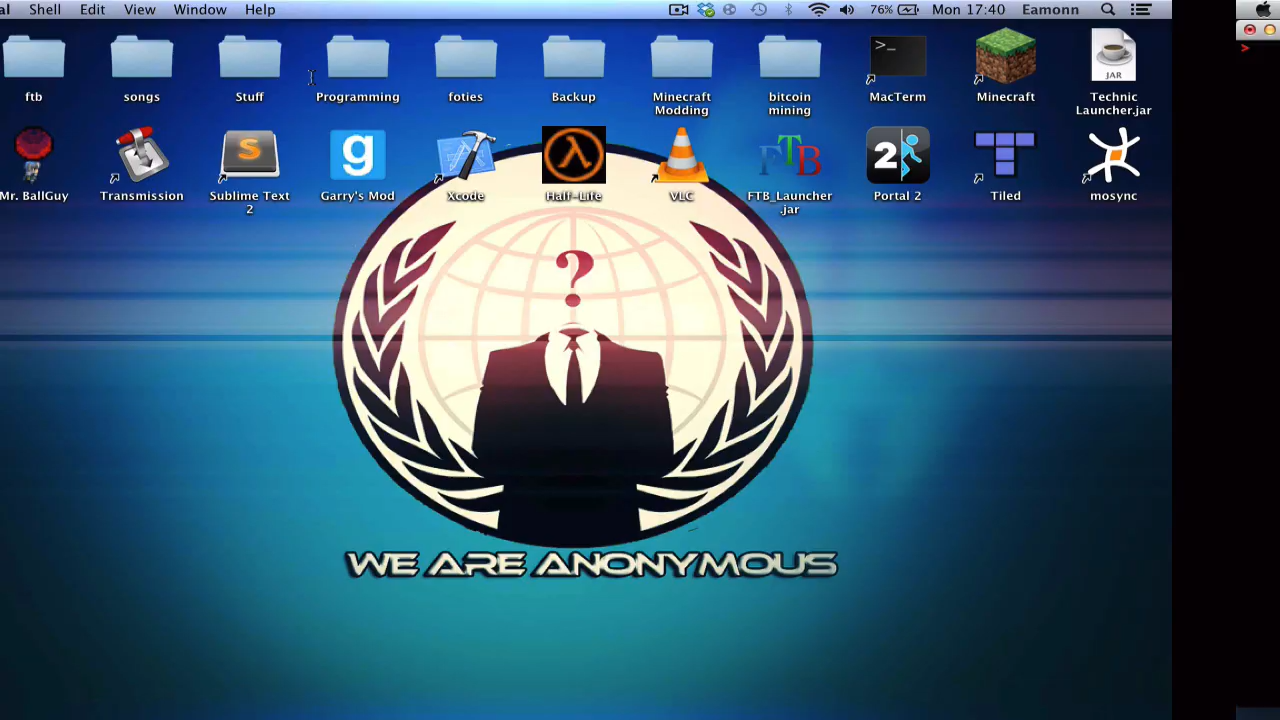 al Shell Edit View Window Help 76% Mon 17:40 Eamonn
ftb songs Stuff Programming foties Backup Minecraft Modding bitcoin mining MacTerm Minecraft Technic Launcher.jar
>_
JAR
S
g
λ
FTB
2
Mr. BallGuy Transmission Sublime Text 2 Garry's Mod Xcode Half-Life VLC FTB_Launcher.jar Portal 2 Tiled mosync
?
WE ARE ANONYMOUS
>